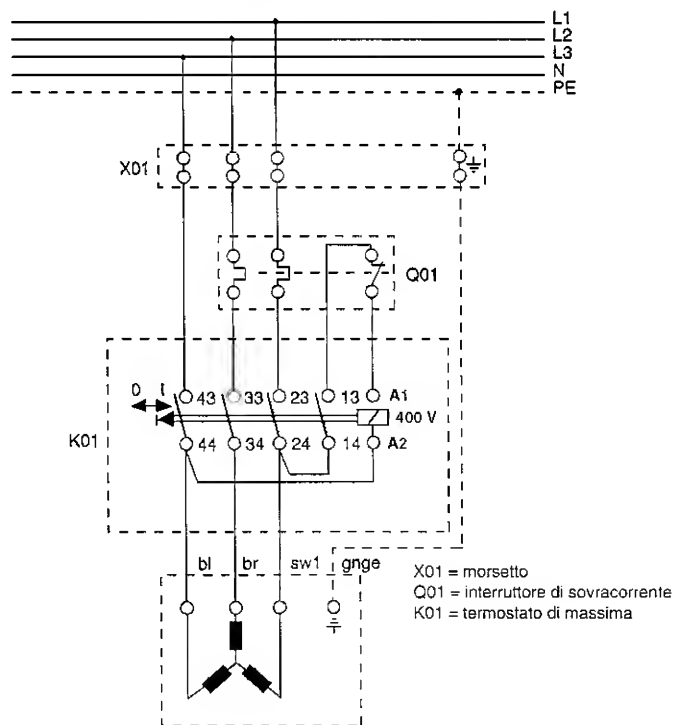 L1
L2
L3
N
PE
X01
Q01
0 I 43 33 23 13 A1
400 V
K01 44 34 24 14 A2
bl br sw1 gnge
X01 = morsetto
Q01 = interruttore di sovracorrente
K01 = termostato di massima